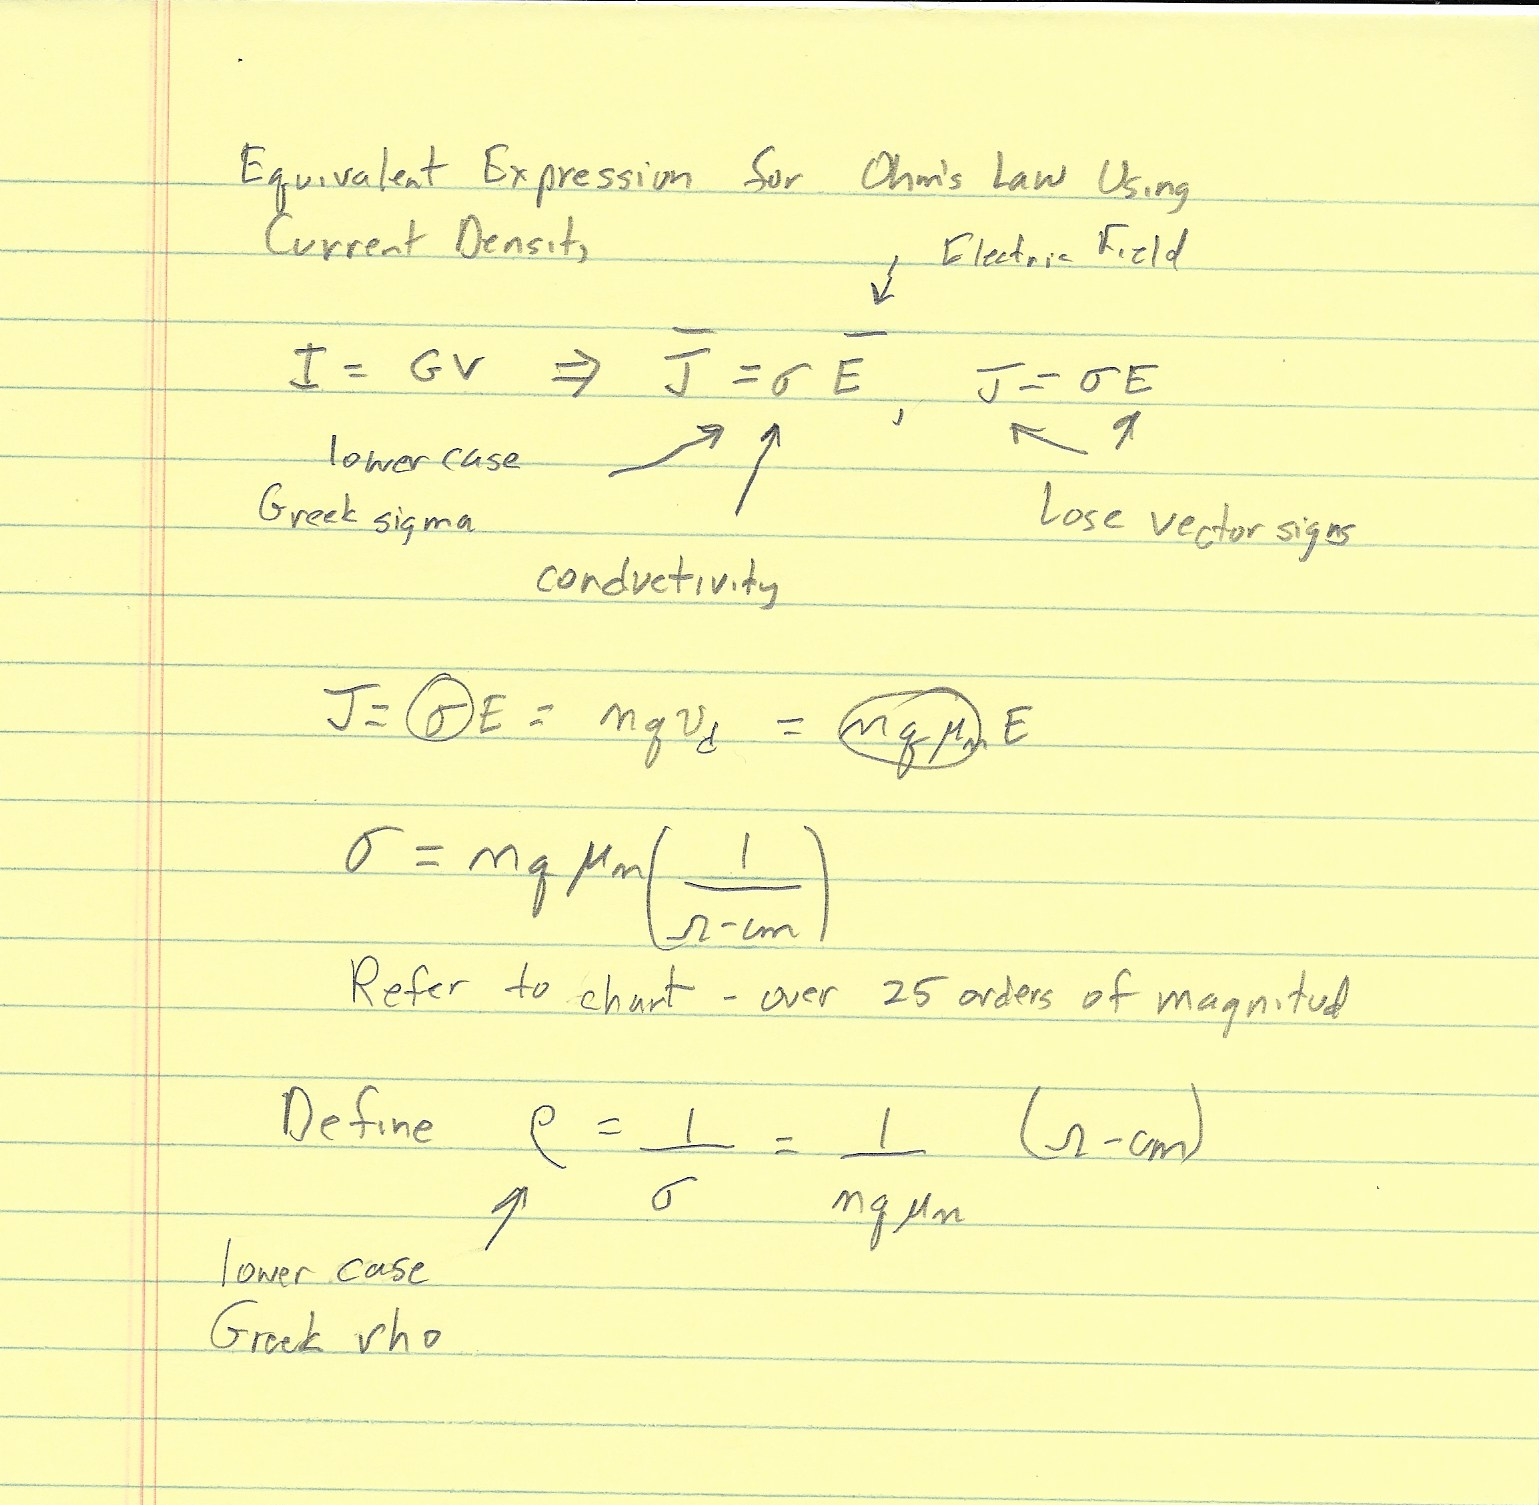 Equivalent Expression for Ohm's Law Using
Current Density
Electric Field
I = GV ⇒ J̅ = σ E̅ , J = σE
lower case
Greek sigma
Lose vector signs
conductivity
J = σE = nqv_d = nqμ_n E
σ = nqμ_n (1/Ω-cm)
Refer to chart - over 25 orders of magnitud
Define ρ = 1/σ = 1/nqμ_n (Ω-cm)
lower case
Greek rho